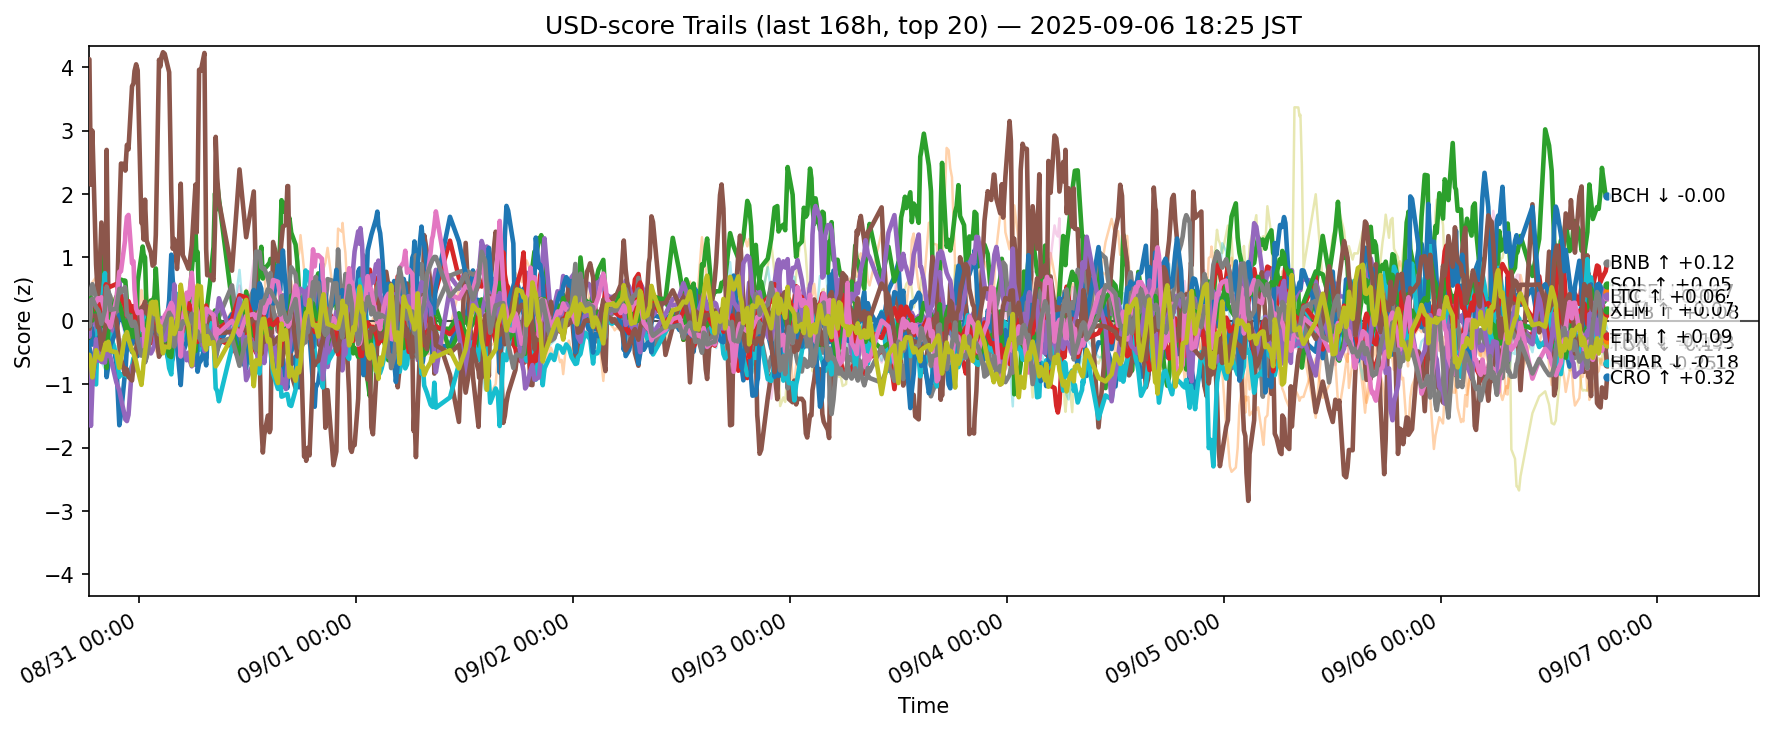 USD-score Trails (last 168h, top 20) — 2025-09-06 18:25 JST
Score (z)
4
3
2
1
0
−1
−2
−3
−4
BCH ↓ -0.00
BNB ↑ +0.12
SOL ↑ +0.05
LTC ↑ +0.06
XLM ↑ +0.07
ETH ↑ +0.09
HBAR ↓ -0.18
CRO ↑ +0.32
08/31 00:00
09/01 00:00
09/02 00:00
09/03 00:00
09/04 00:00
09/05 00:00
09/06 00:00
09/07 00:00
Time